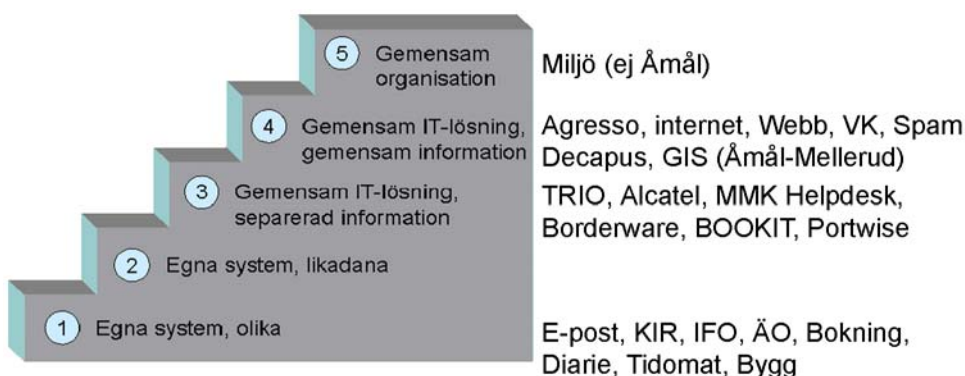 5 Gemensam organisation
Miljö (ej Åmål)
4 Gemensam IT-lösning, gemensam information
Agresso, internet, Webb, VK, Spam
Decapus, GIS (Åmål-Mellerud)
3 Gemensam IT-lösning, separerad information
TRIO, Alcatel, MMK Helpdesk,
Borderware, BOOKIT, Portwise
2 Egna system, likadana
1 Egna system, olika
E-post, KIR, IFO, ÄO, Bokning,
Diarie, Tidomat, Bygg